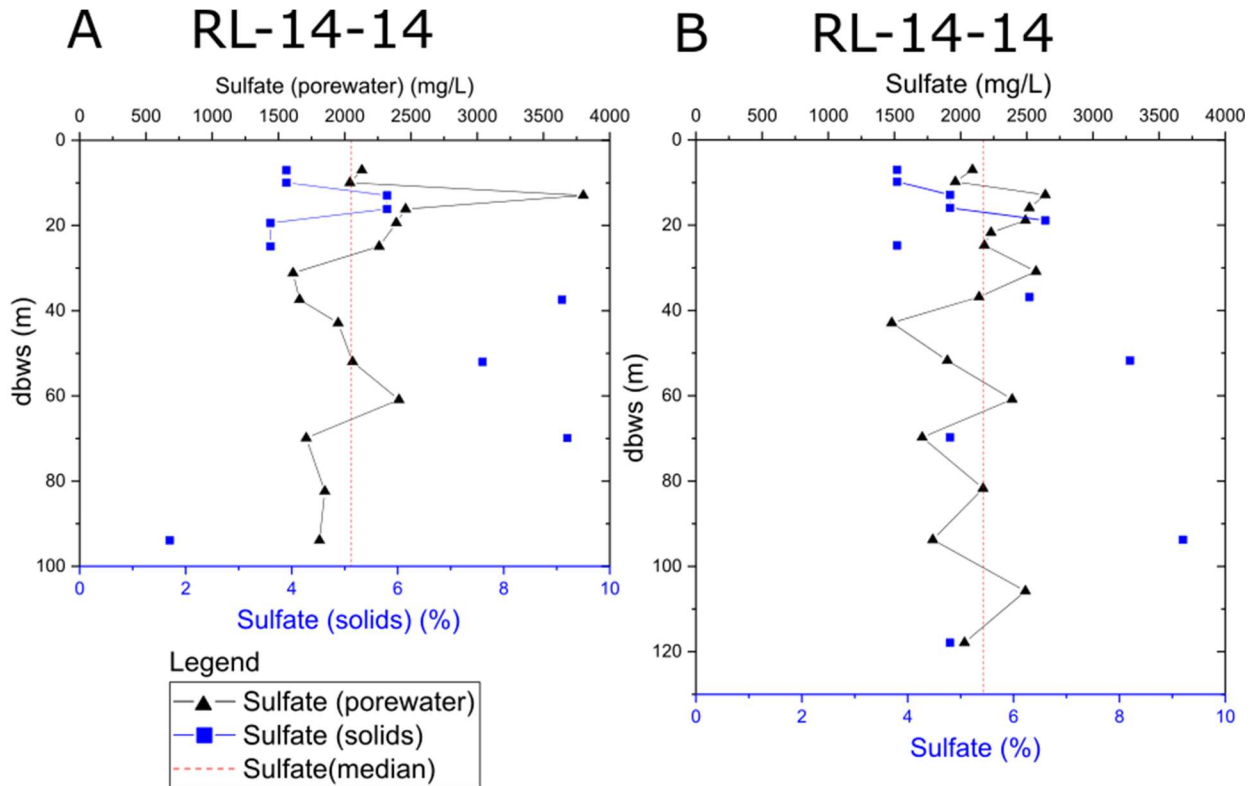 A RL-14-14
Sulfate (porewater) (mg/L)
0 500 1000 1500 2000 2500 3000 3500 4000
0
20
40
60
80
100
dbws (m)
0 2 4 6 8 10
Sulfate (solids) (%)
Legend
Sulfate (porewater)
Sulfate (solids)
Sulfate(median)
B RL-14-14
Sulfate (mg/L)
0 500 1000 1500 2000 2500 3000 3500 4000
0
20
40
60
80
100
120
dbws (m)
0 2 4 6 8 10
Sulfate (%)